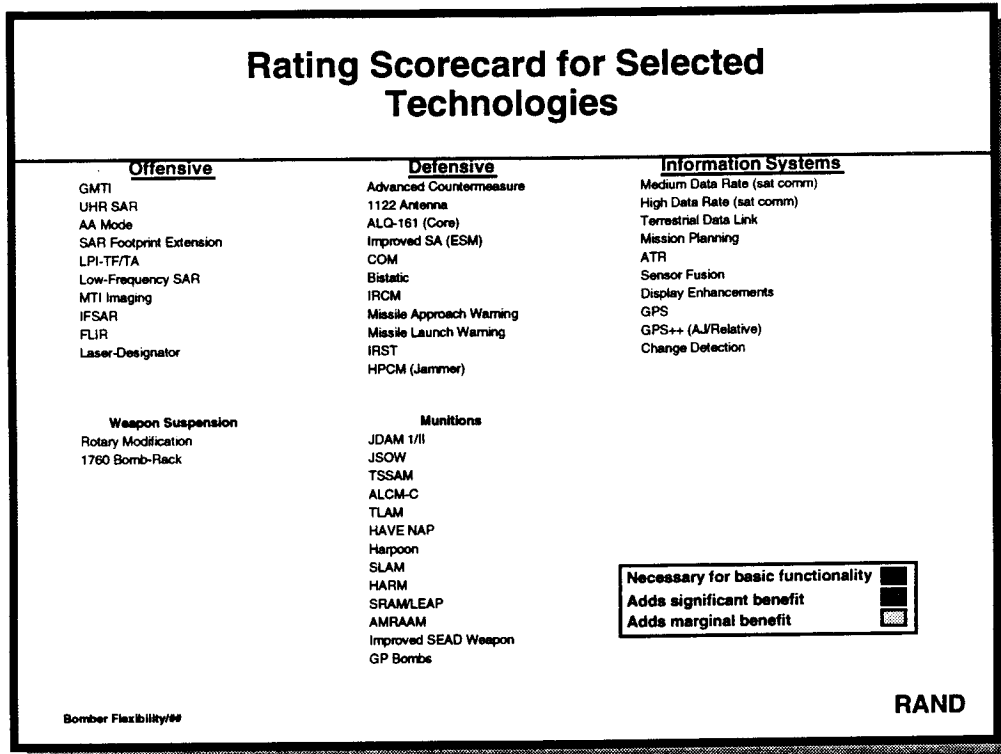 Rating Scorecard for Selected
Technologies
Offensive
GMTI
UHR SAR
AA Mode
SAR Footprint Extension
LPI-TF/TA
Low-Frequency SAR
MTI Imaging
IFSAR
FLIR
Laser-Designator
Defensive
Advanced Countermeasure
1122 Antenna
ALQ-161 (Core)
Improved SA (ESM)
COM
Bistatic
IRCM
Missile Approach Warning
Missile Launch Warning
IRST
HPCM (Jammer)
Information Systems
Medium Data Rate (sat comm)
High Data Rate (sat comm)
Terrestrial Data Link
Mission Planning
ATR
Sensor Fusion
Display Enhancements
GPS
GPS++ (AJ/Relative)
Change Detection
Weapon Suspension
Rotary Modification
1760 Bomb-Rack
Munitions
JDAM 1/II
JSOW
TSSAM
ALCM-C
TLAM
HAVE NAP
Harpoon
SLAM
HARM
SRAM/LEAP
AMRAAM
Improved SEAD Weapon
GP Bombs
Necessary for basic functionality
Adds significant benefit
Adds marginal benefit
Bomber Flexibility/##
RAND